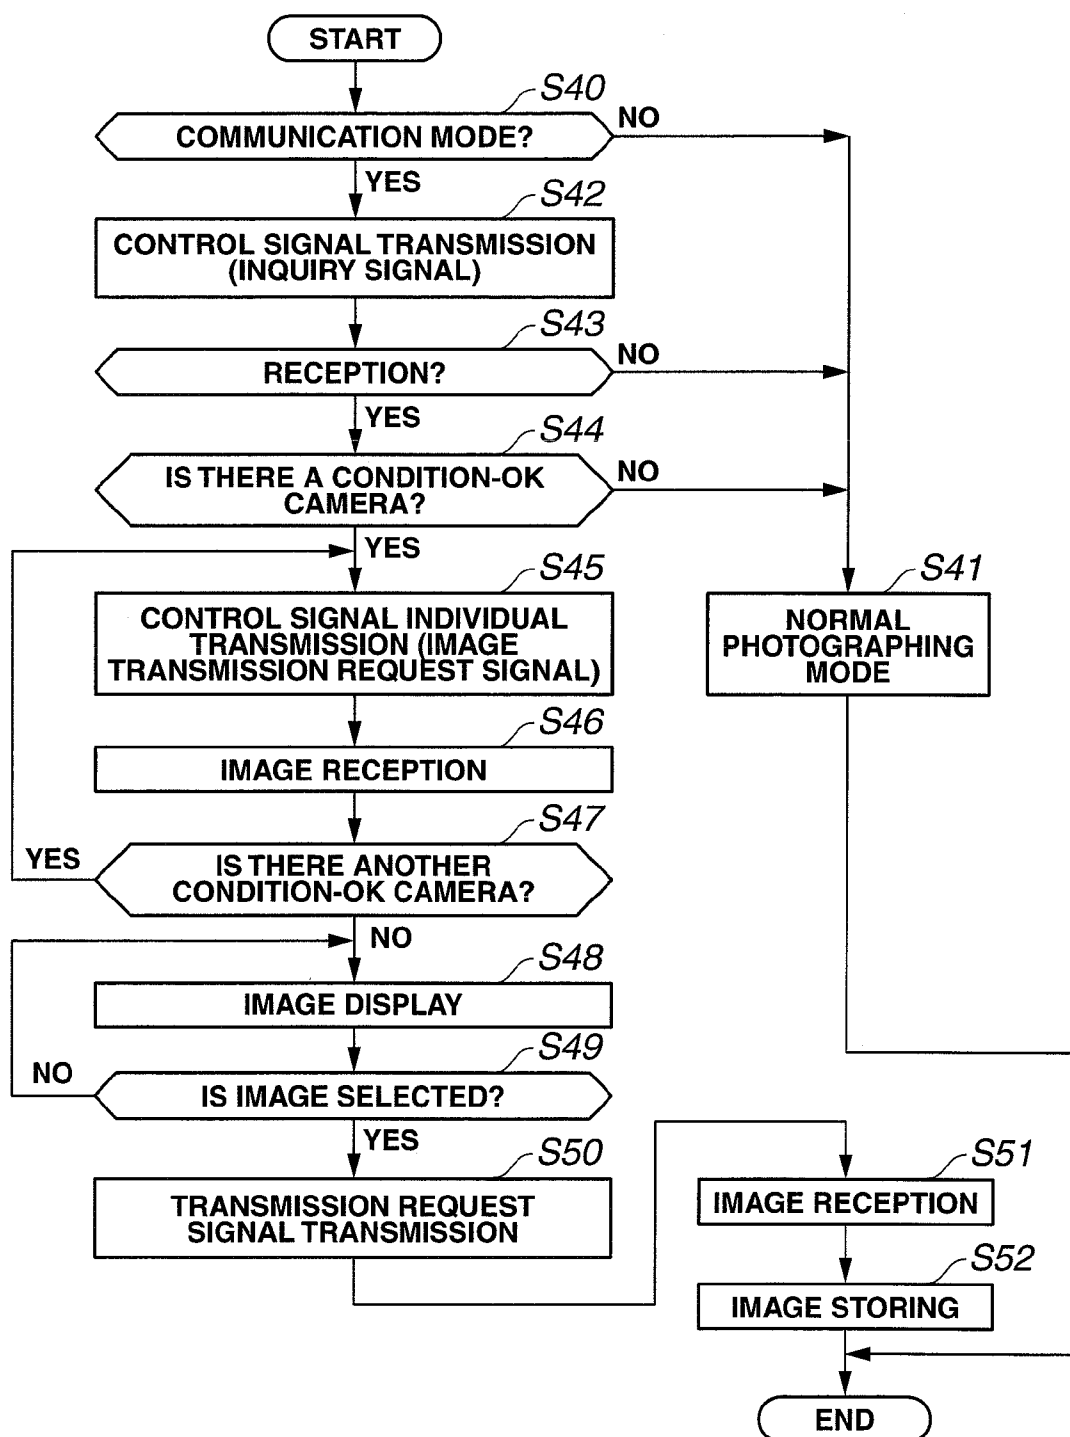 START
S40
COMMUNICATION MODE?
NO
YES
S42
CONTROL SIGNAL TRANSMISSION
(INQUIRY SIGNAL)
S43
RECEPTION?
NO
YES
S44
IS THERE A CONDITION-OK
CAMERA?
NO
YES
S45
CONTROL SIGNAL INDIVIDUAL
TRANSMISSION (IMAGE
TRANSMISSION REQUEST SIGNAL)
S41
NORMAL
PHOTOGRAPHING
MODE
S46
IMAGE RECEPTION
S47
IS THERE ANOTHER
CONDITION-OK CAMERA?
YES
NO
S48
IMAGE DISPLAY
S49
IS IMAGE SELECTED?
NO
YES
S50
TRANSMISSION REQUEST
SIGNAL TRANSMISSION
S51
IMAGE RECEPTION
S52
IMAGE STORING
END